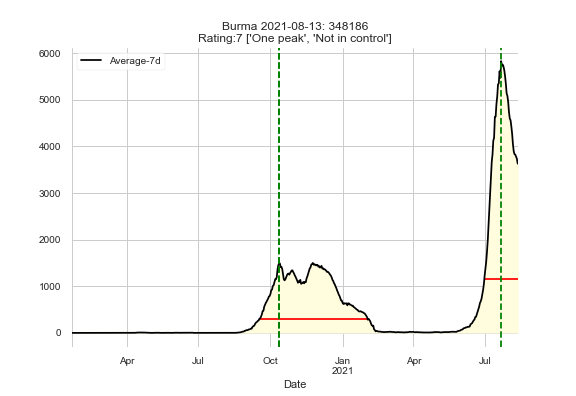 Burma 2021-08-13: 348186
Rating:7 ['One peak', 'Not in control']
6000
Average-7d
5000
4000
3000
2000
1000
0
Apr Jul Oct Jan Apr Jul
2021
Date